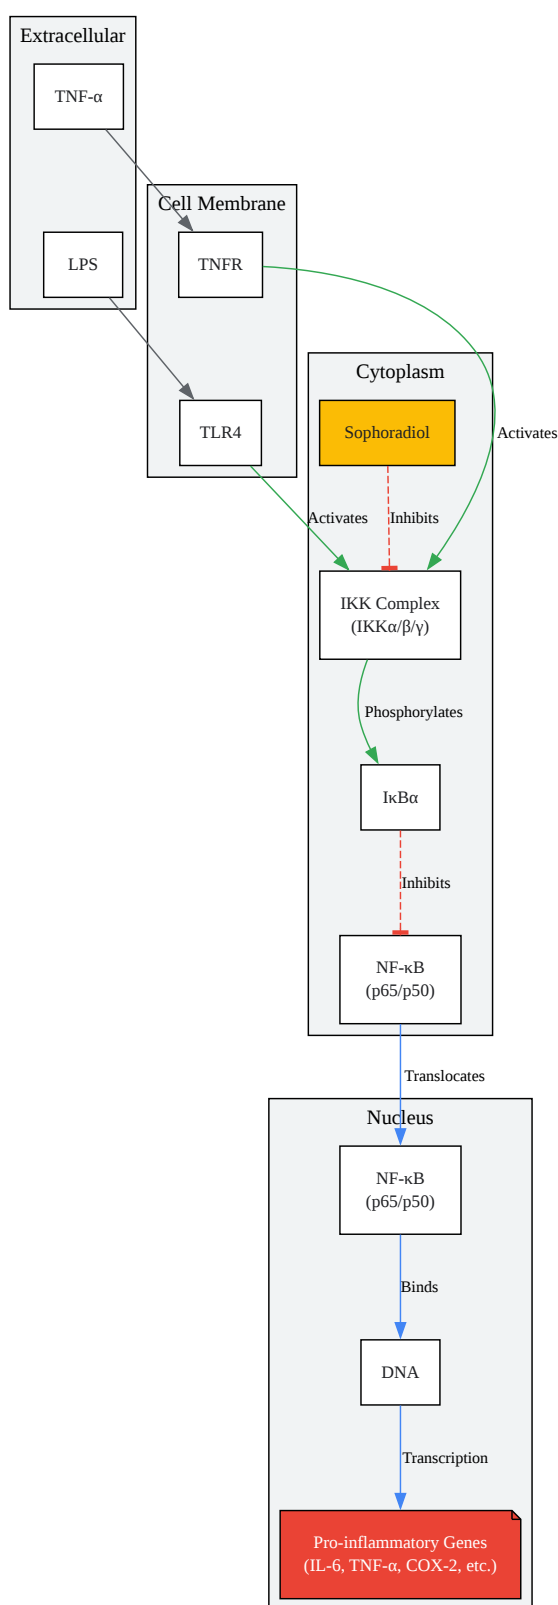 Extracellular
TNF-α
Cell Membrane
LPS
TNFR
Cytoplasm
TLR4
Sophoradiol
Activates
Activates
Inhibits
IKK Complex
(IKKα/β/γ)
Phosphorylates
IκBα
Inhibits
NF-κB
(p65/p50)
Translocates
Nucleus
NF-κB
(p65/p50)
Binds
DNA
Transcription
Pro-inflammatory Genes
(IL-6, TNF-α, COX-2, etc.)